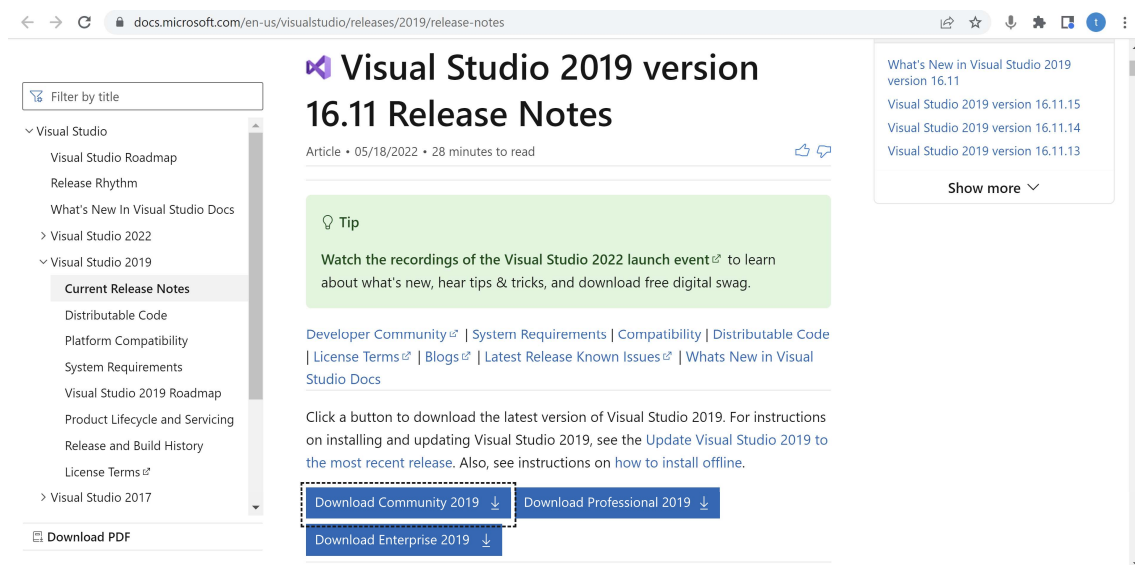 docs.microsoft.com/en-us/visualstudio/releases/2019/release-notes
t
Filter by title
Visual Studio
Visual Studio Roadmap
Release Rhythm
What's New In Visual Studio Docs
Visual Studio 2022
Visual Studio 2019
Current Release Notes
Distributable Code
Platform Compatibility
System Requirements
Visual Studio 2019 Roadmap
Product Lifecycle and Servicing
Release and Build History
License Terms
Visual Studio 2017
Download PDF
Visual Studio 2019 version
16.11 Release Notes
Article • 05/18/2022 • 28 minutes to read
Tip
Watch the recordings of the Visual Studio 2022 launch event to learn
about what's new, hear tips & tricks, and download free digital swag.
Developer Community | System Requirements | Compatibility | Distributable Code
| License Terms | Blogs | Latest Release Known Issues | Whats New in Visual
Studio Docs
Click a button to download the latest version of Visual Studio 2019. For instructions
on installing and updating Visual Studio 2019, see the Update Visual Studio 2019 to
the most recent release. Also, see instructions on how to install offline.
Download Community 2019 Download Professional 2019
Download Enterprise 2019
What's New in Visual Studio 2019
version 16.11
Visual Studio 2019 version 16.11.15
Visual Studio 2019 version 16.11.14
Visual Studio 2019 version 16.11.13
Show more